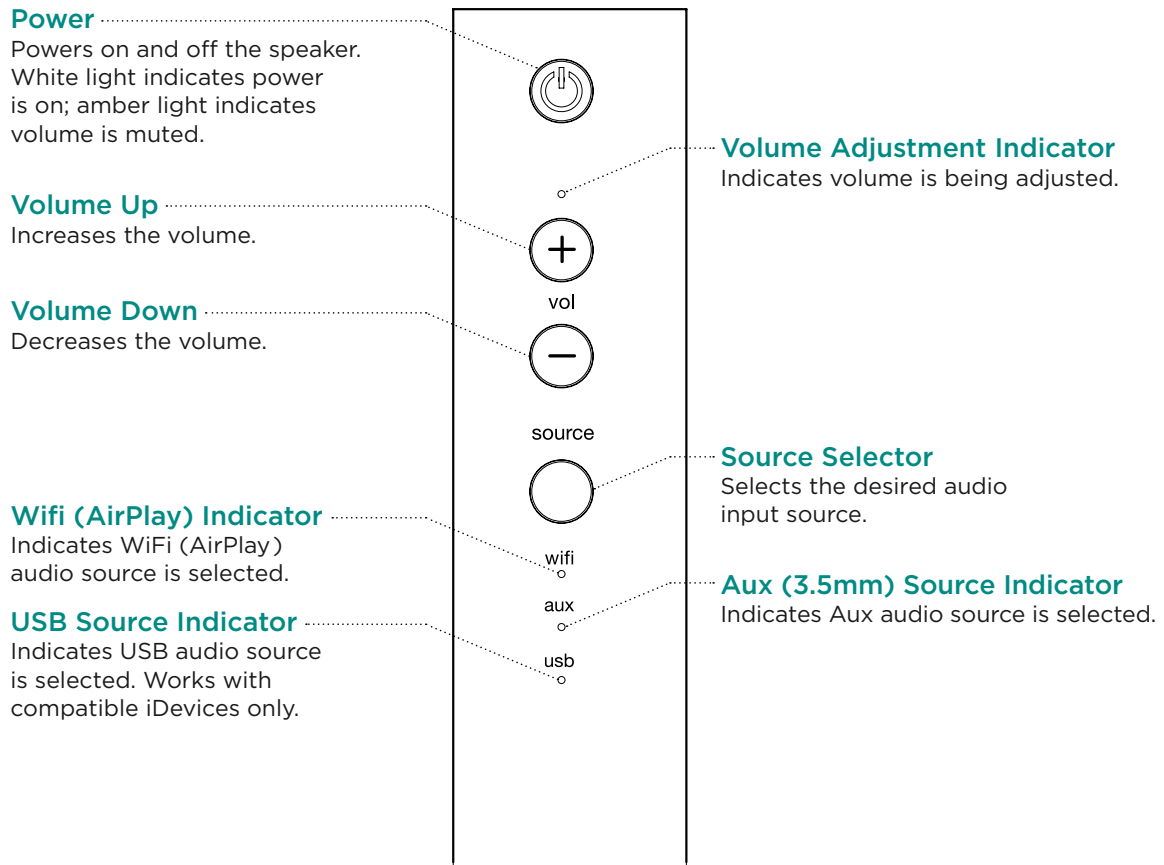 Power
Powers on and off the speaker.
White light indicates power
is on; amber light indicates
volume is muted.
Volume Adjustment Indicator
Indicates volume is being adjusted.
Volume Up
Increases the volume.
vol
Volume Down
Decreases the volume.
source
Source Selector
Selects the desired audio
input source.
Wifi (AirPlay) Indicator
Indicates WiFi (AirPlay)
audio source is selected.
wifi
Aux (3.5mm) Source Indicator
Indicates Aux audio source is selected.
aux
USB Source Indicator
Indicates USB audio source
is selected. Works with
compatible iDevices only.
usb